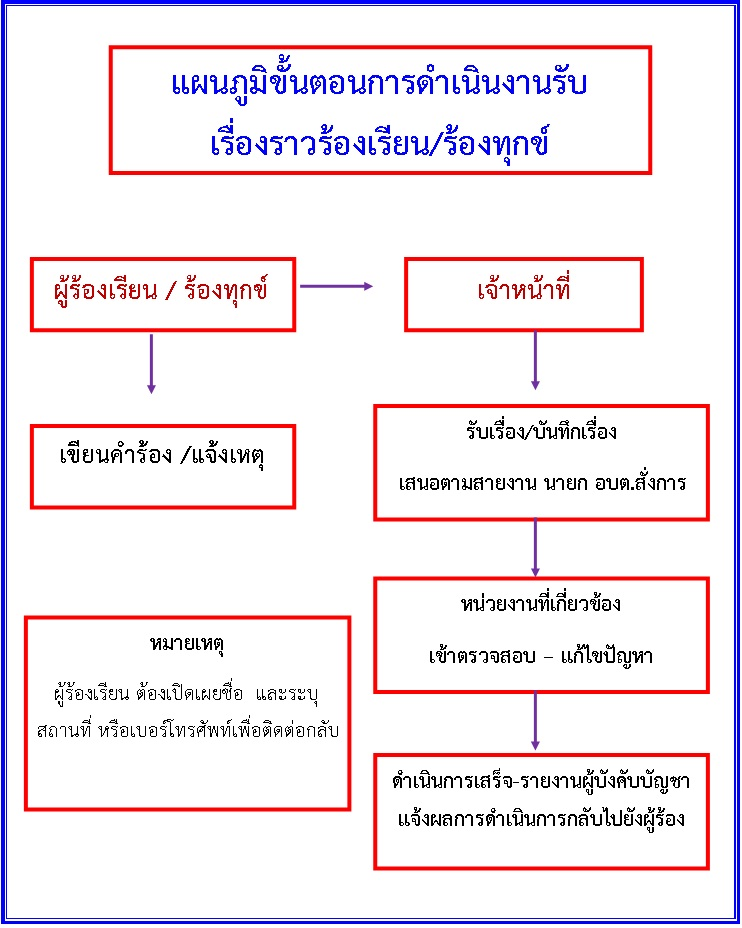 แผนภูมิขั้นตอนการดำเนินงานรับ
เรื่องราวร้องเรียน/ร้องทุกข์
ผู้ร้องเรียน / ร้องทุกข์
เจ้าหน้าที่
เขียนคำร้อง /แจ้งเหตุ
รับเรื่อง/บันทึกเรื่อง
เสนอตามสายงาน นายก อบต.สั่งการ
หน่วยงานที่เกี่ยวข้อง
เข้าตรวจสอบ – แก้ไขปัญหา
หมายเหตุ
ผู้ร้องเรียน ต้องเปิดเผยชื่อ และระบุ
สถานที่ หรือเบอร์โทรศัพท์เพื่อติดต่อกลับ
ดำเนินการเสร็จ-รายงานผู้บังคับบัญชา
แจ้งผลการดำเนินการกลับไปยังผู้ร้อง